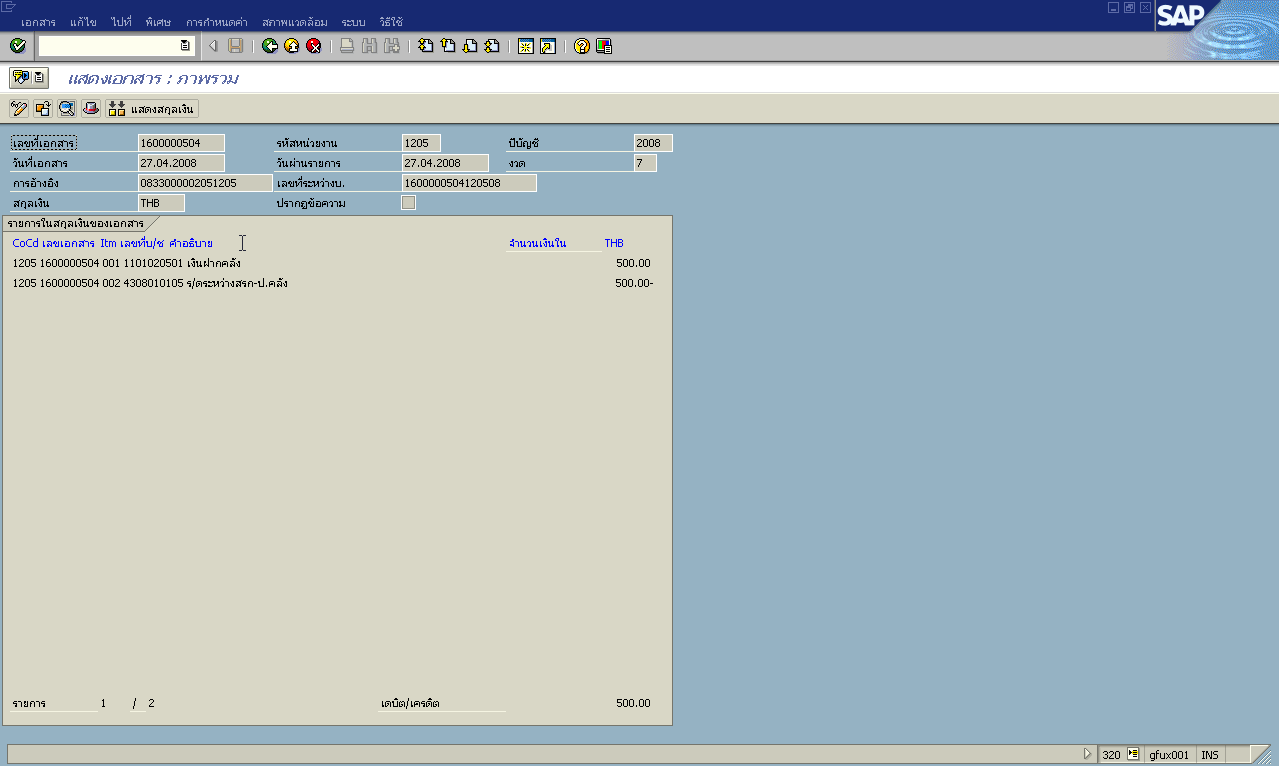 เอกสาร แก้ไข ไปที่ พิเศษ การกำหนดค่า สภาพแวดล้อม ระบบ วิธีใช้
SAP
แสดงเอกสาร : ภาพรวม
แสดงสกุลเงิน
เลขที่เอกสาร 1600000504 รหัสหน่วยงาน 1205 ปีบัญชี 2008
วันที่เอกสาร 27.04.2008 วันผ่านรายการ 27.04.2008 งวด 7
การอ้างอิง 0833000002051205 เลขที่ระหว่างบ. 1600000504120508
สกุลเงิน THB ปรากฏข้อความ
รายการในสกุลเงินของเอกสาร
CoCd เลขเอกสาร Itm เลขที่บ/ช คำอธิบาย จำนวนเงินใน THB
1205 1600000504 001 1101020501 เงินฝากคลัง 500.00
1205 1600000504 002 4308010105 ร/ดระหว่างสรก-ป.คลัง 500.00-
รายการ 1 / 2 เดบิต/เครดิต 500.00
320 gfux001 INS